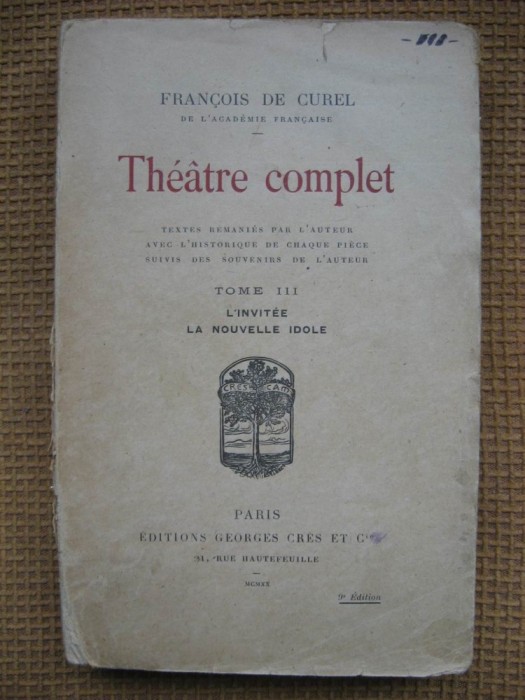 FRANÇOIS DE CUREL
DE L'ACADÉMIE FRANÇAISE
Théâtre complet
TEXTES REMANIÉS PAR L'AUTEUR
AVEC L'HISTORIQUE DE CHAQUE PIÈCE
SUIVIS DES SOUVENIRS DE L'AUTEUR
TOME III
L'INVITÉE
LA NOUVELLE IDOLE
CRES CAM
PARIS
ÉDITIONS GEORGES CRÈS ET Cie
21, RUE HAUTEFEUILLE
9e Édition